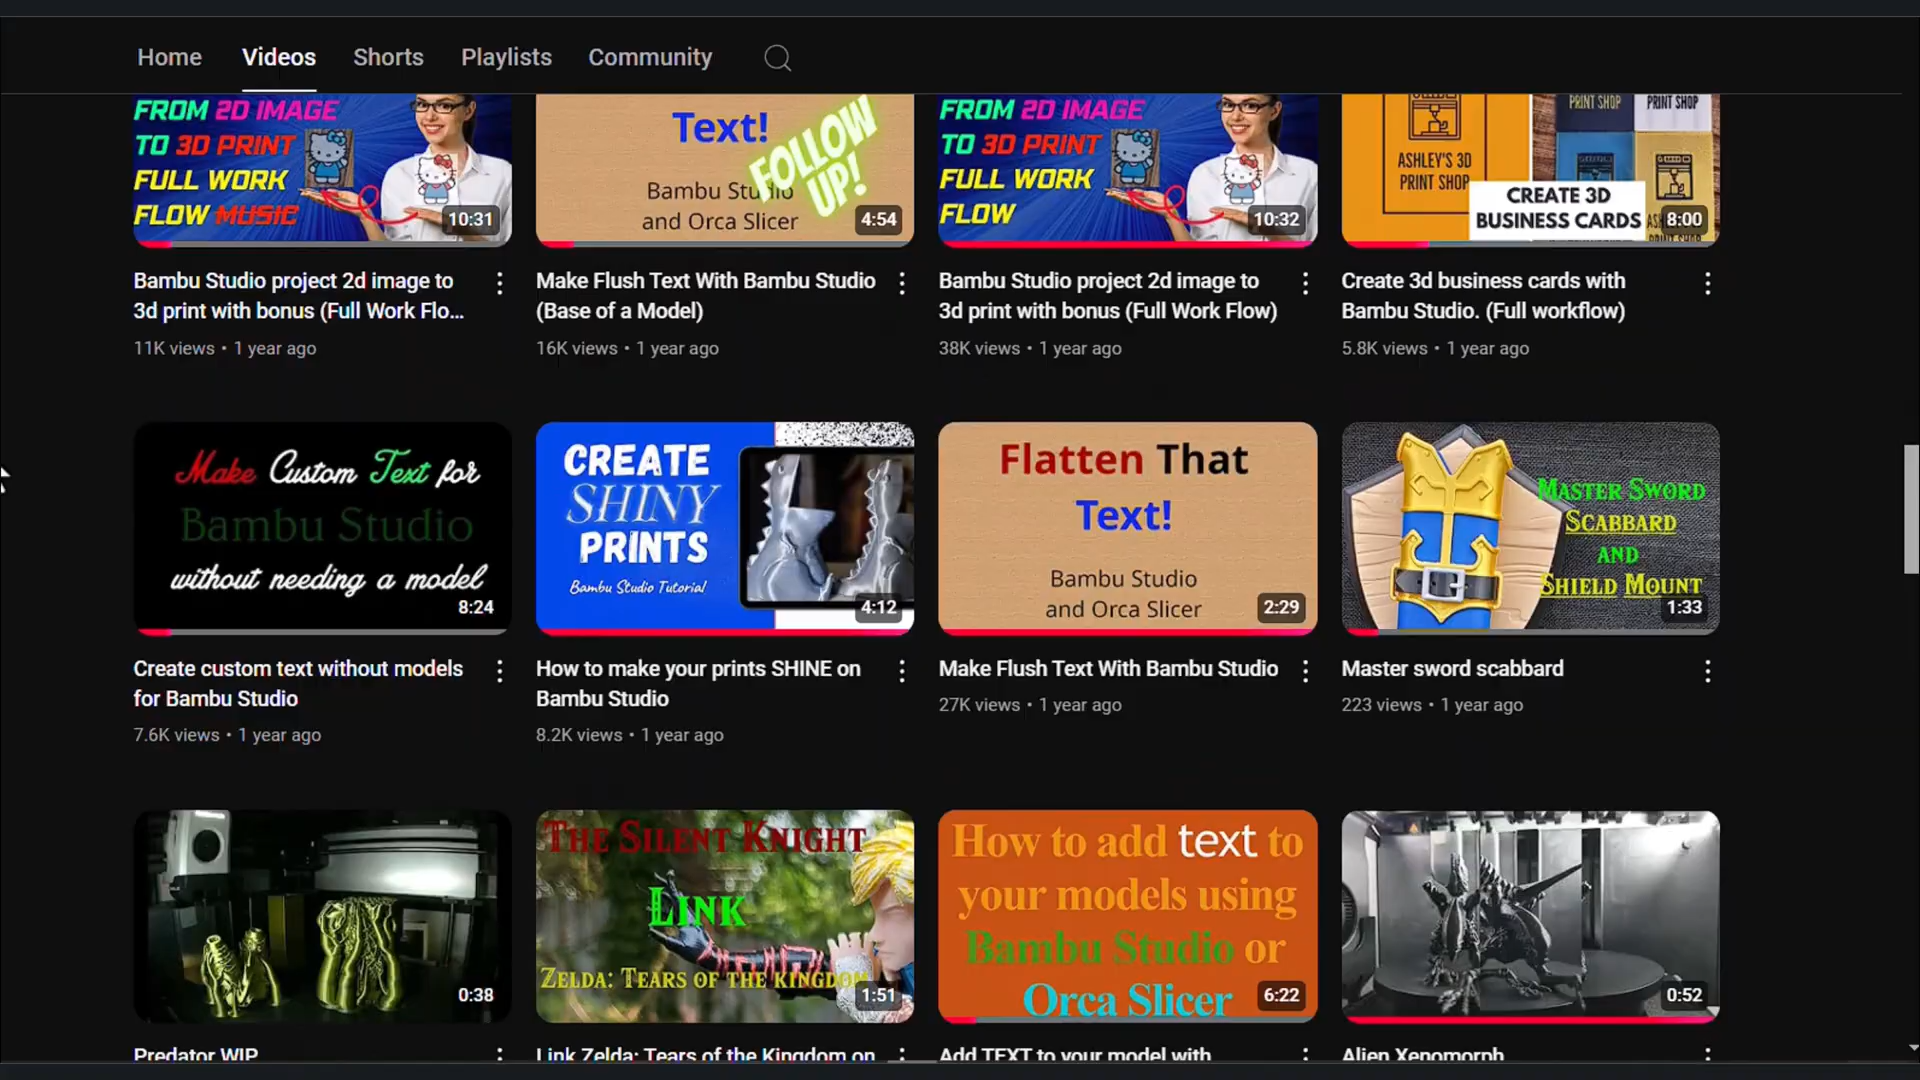 Home Videos Shorts Playlists Community
FROM 2D IMAGE
TO 3D PRINT
FULL WORK
FLOW MUSIC
10:31
Text!
FOLLOW
UP!
Bambu Studio
and Orca Slicer
4:54
FROM 2D IMAGE
TO 3D PRINT
FULL WORK
FLOW
10:32
PRINT SHOP
PRINT SHOP
ASHLEY'S 3D
PRINT SHOP
CREATE 3D
BUSINESS CARDS
8:00
Bambu Studio project 2d image to
3d print with bonus (Full Work Flo...
11K views • 1 year ago
Make Flush Text With Bambu Studio
(Base of a Model)
16K views • 1 year ago
Bambu Studio project 2d image to
3d print with bonus (Full Work Flow)
38K views • 1 year ago
Create 3d business cards with
Bambu Studio. (Full workflow)
5.8K views • 1 year ago
Make Custom Text for
Bambu Studio
without needing a model
8:24
CREATE
SHINY
PRINTS
Bambu Studio Tutorial
4:12
Flatten That
Text!
Bambu Studio
and Orca Slicer
2:29
MASTER SWORD
SCABBARD
AND
SHIELD MOUNT
1:33
Create custom text without models
for Bambu Studio
7.6K views • 1 year ago
How to make your prints SHINE on
Bambu Studio
8.2K views • 1 year ago
Make Flush Text With Bambu Studio
27K views • 1 year ago
Master sword scabbard
223 views • 1 year ago
0:38
THE SILENT KNIGHT
LINK
ZELDA: TEARS OF THE KINGDOM
1:51
How to add text to
your models using
Bambu Studio or
Orca Slicer
6:22
0:52
Predator WIP
Link Zelda: Tears of the Kingdom on
Add TEXT to your model with
Alien Xenomorph